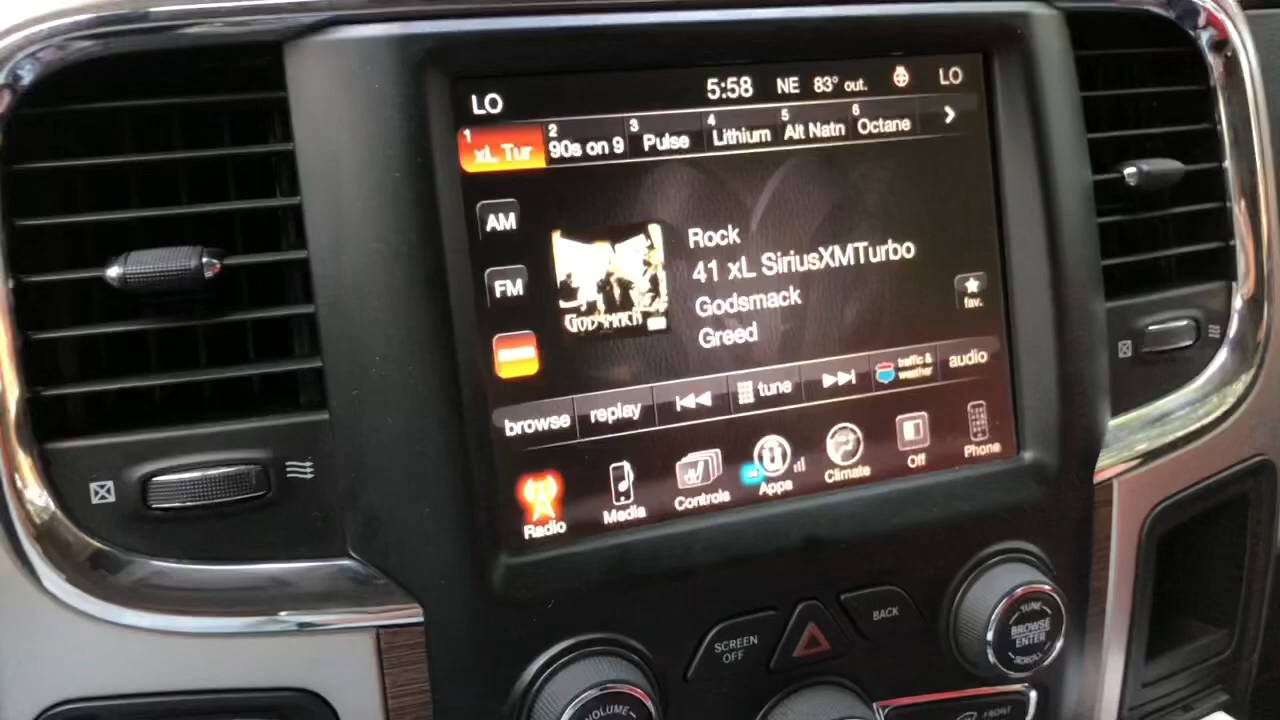 LO 5:58 NE 83° out. LO
1 xL Tur 2 90s on 9 3 Pulse 4 Lithium 5 Alt Natn 6 Octane
AM
FM
GODSMACK
Rock
41 xL SiriusXMTurbo
Godsmack
Greed
fav.
browse replay tune traffic & weather audio
Radio Media Controls Apps Climate Off Phone
SCREEN
OFF
BACK
TUNE
BROWSE
ENTER
SCROLL
VOLUME
FRONT